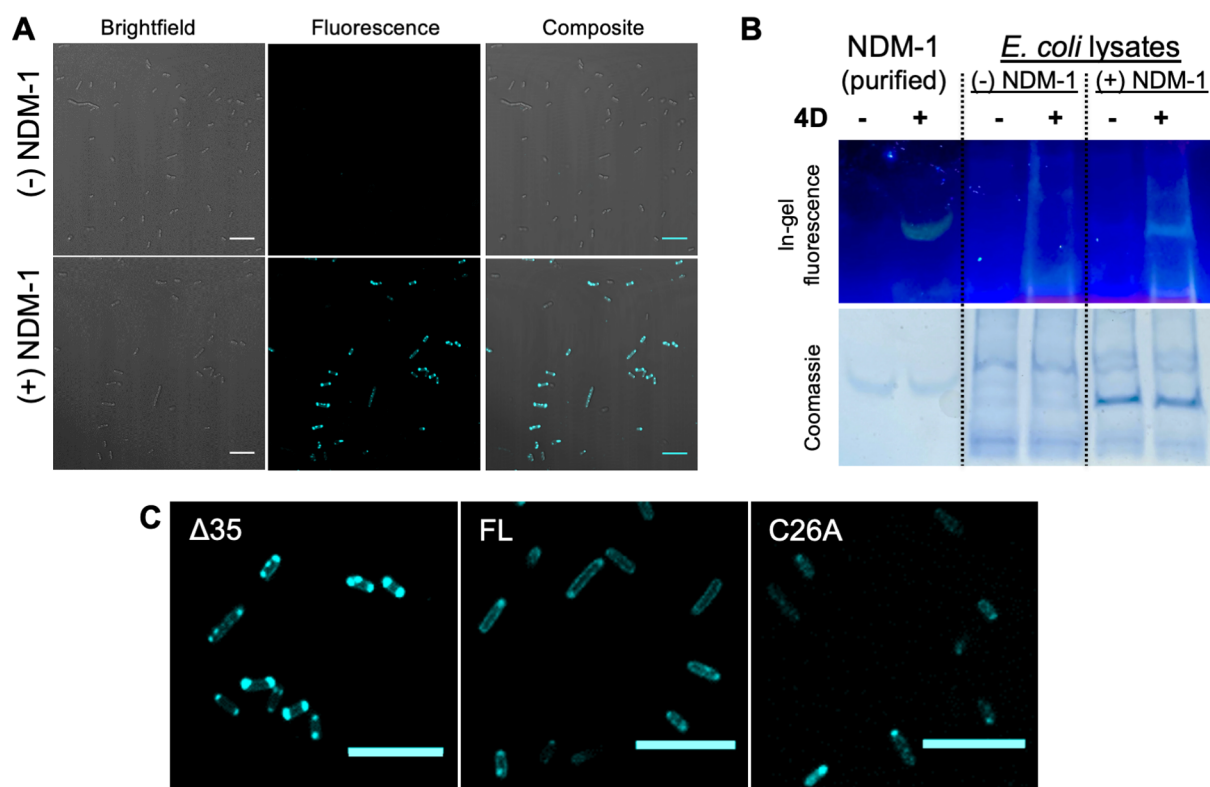 A
Brightfield
Fluorescence
Composite
(-) NDM-1
(+) NDM-1
B
NDM-1
(purified)
E. coli lysates
(-) NDM-1
(+) NDM-1
4D
- + - + - +
In-gel
fluorescence
Coomassie
C
Δ35
FL
C26A